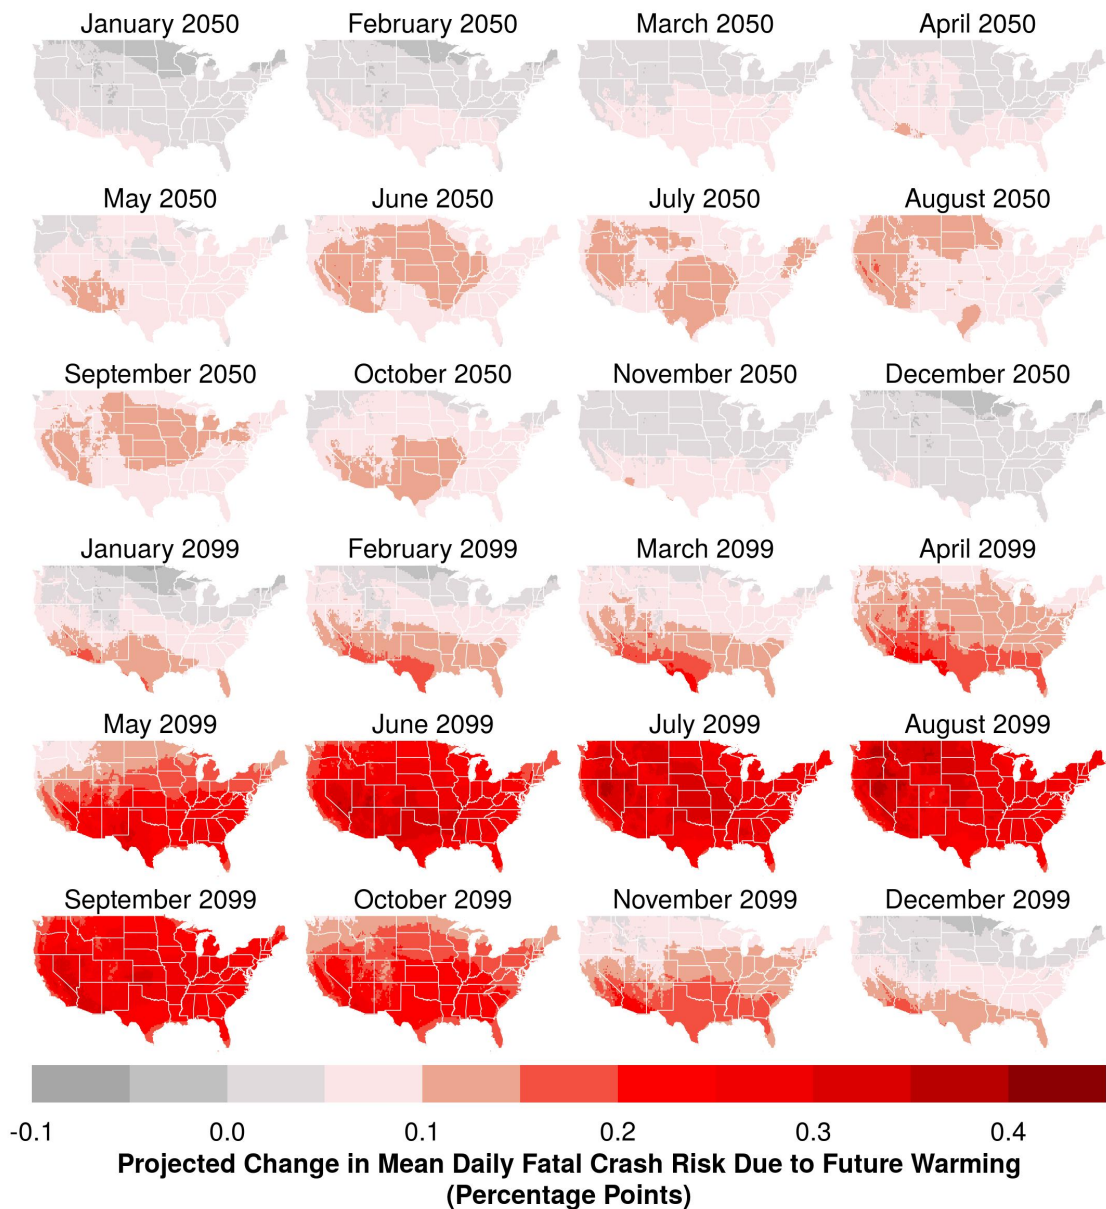 January 2050
February 2050
March 2050
April 2050
May 2050
June 2050
July 2050
August 2050
September 2050
October 2050
November 2050
December 2050
January 2099
February 2099
March 2099
April 2099
May 2099
June 2099
July 2099
August 2099
September 2099
October 2099
November 2099
December 2099
-0.1
0.0
0.1
0.2
0.3
0.4
Projected Change in Mean Daily Fatal Crash Risk Due to Future Warming
(Percentage Points)